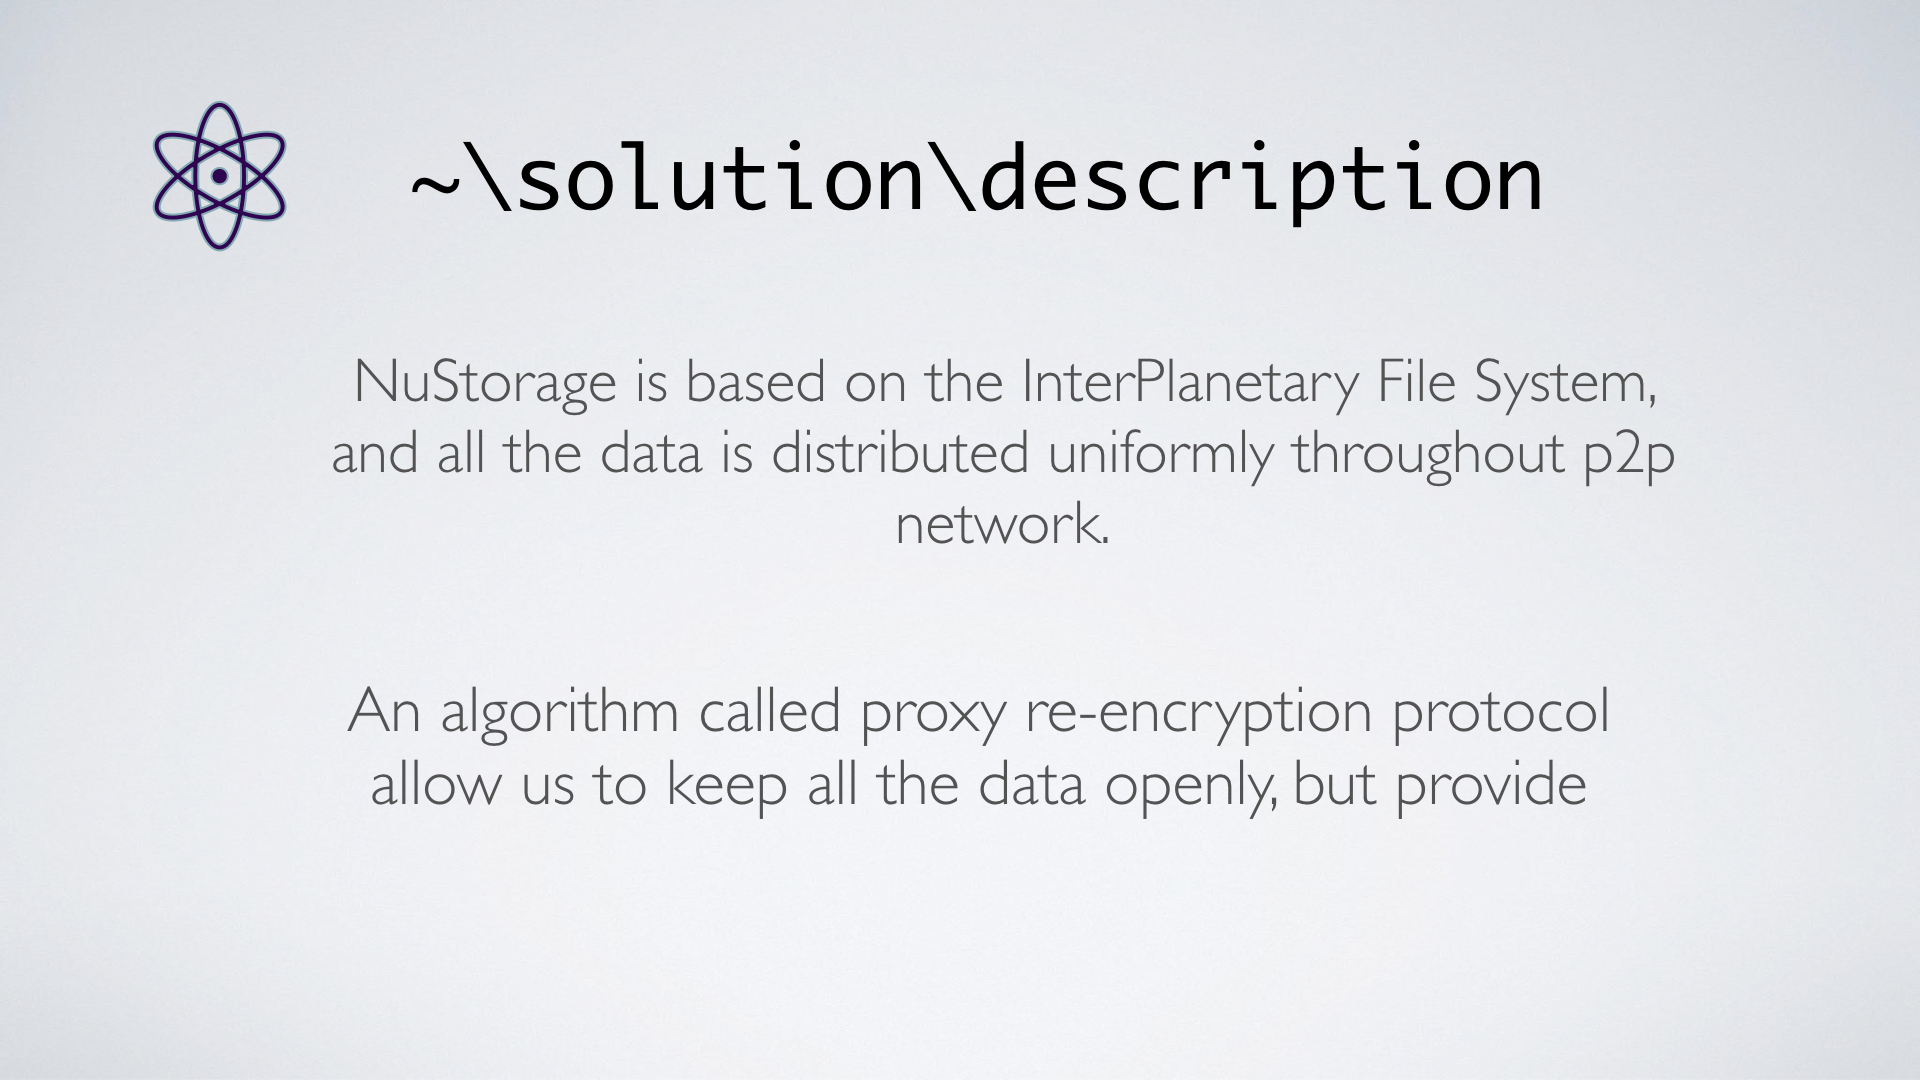 ~\solution\description
NuStorage is based on the InterPlanetary File System,
and all the data is distributed uniformly throughout p2p
network.
An algorithm called proxy re-encryption protocol
allow us to keep all the data openly, but provide